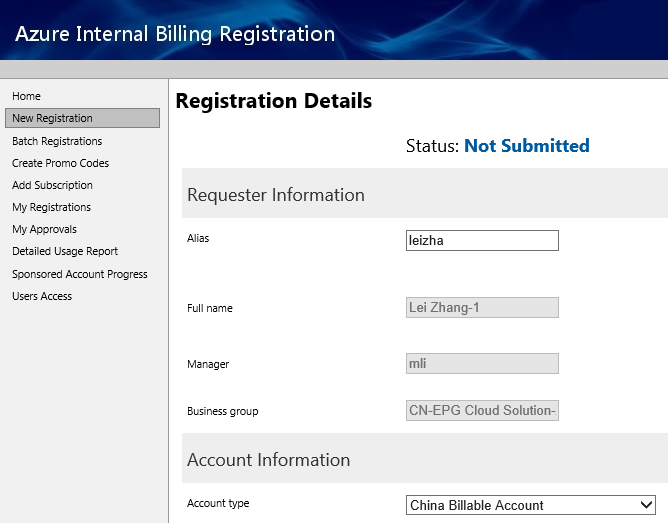 Azure Internal Billing Registration
Home
New Registration
Batch Registrations
Create Promo Codes
Add Subscription
My Registrations
My Approvals
Detailed Usage Report
Sponsored Account Progress
Users Access
Registration Details
Status: Not Submitted
Requester Information
Alias leizha
Full name Lei Zhang-1
Manager mli
Business group CN-EPG Cloud Solution-
Account Information
Account type China Billable Account